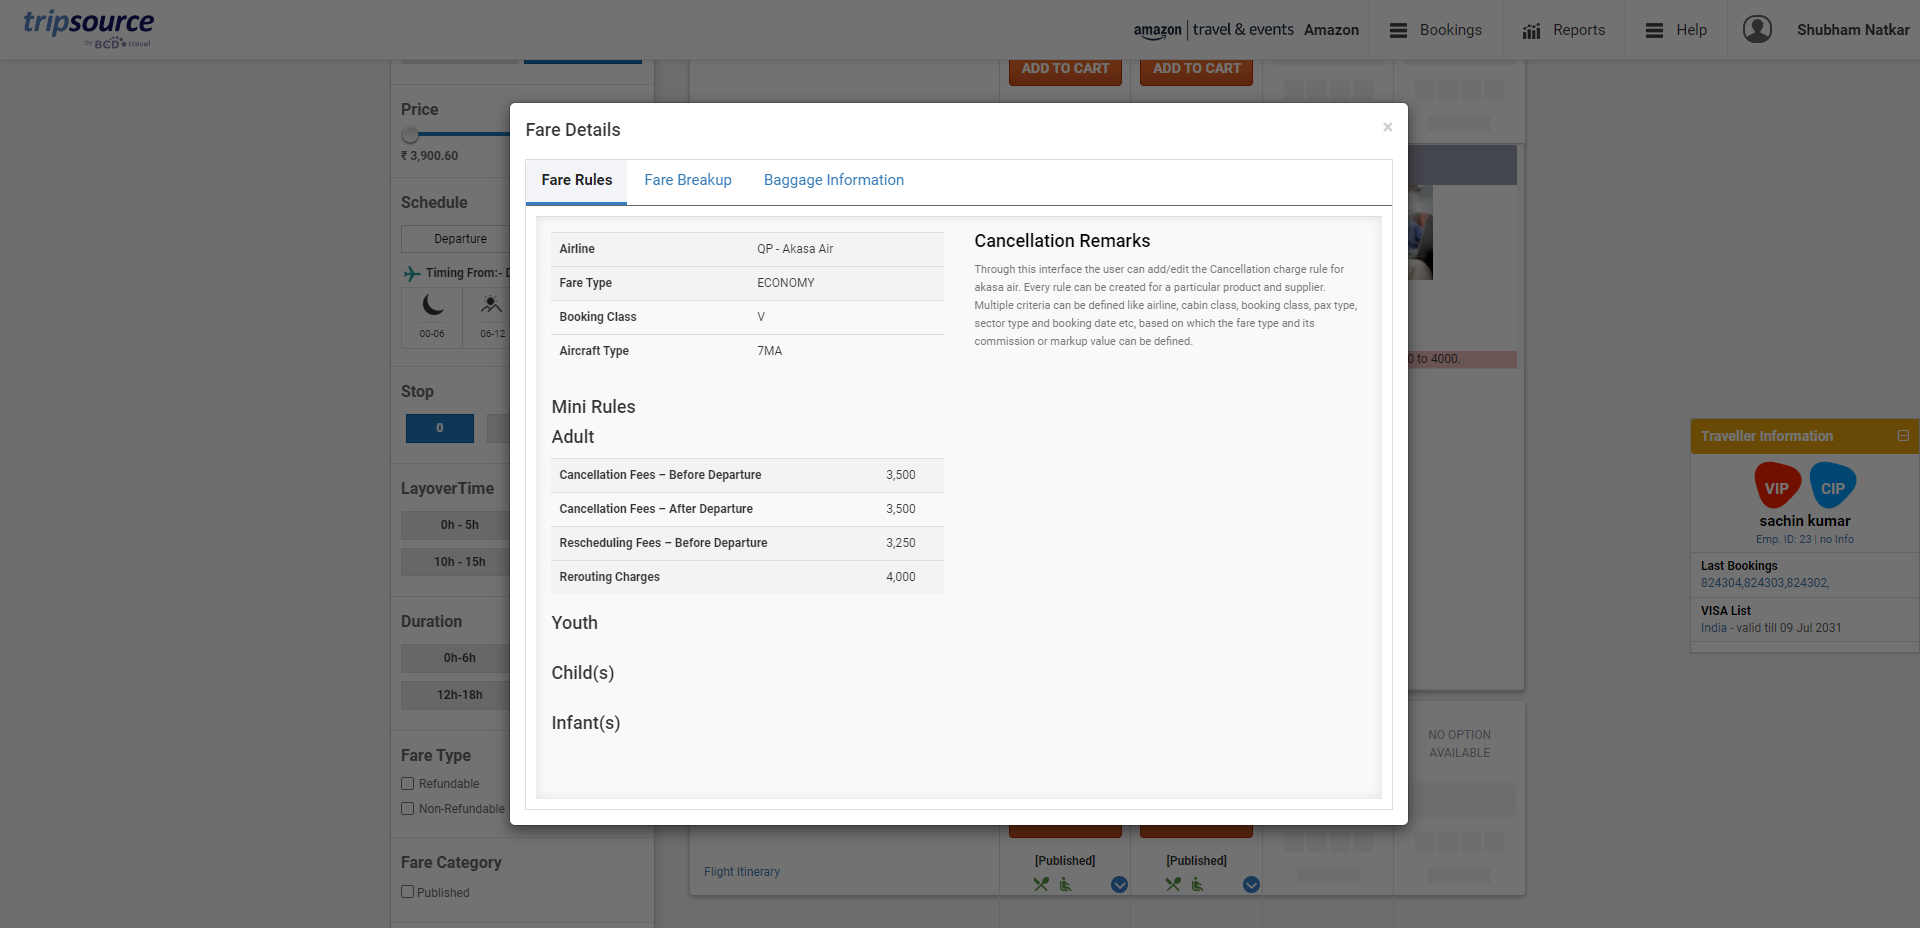 tripsource
by BCD travel
amazon | travel & events Amazon
Bookings
Reports
Help
Shubham Natkar
ADD TO CART
ADD TO CART
Price
₹ 3,900.60
Schedule
Departure
Timing From:- D
00-06
06-12
Stop
0
LayoverTime
0h - 5h
10h - 15h
Duration
0h-6h
12h-18h
Fare Type
Refundable
Non-Refundable
Fare Category
Published
Fare Details
×
Fare Rules
Fare Breakup
Baggage Information
Airline QP - Akasa Air
Fare Type ECONOMY
Booking Class V
Aircraft Type 7MA
Mini Rules
Adult
Cancellation Fees – Before Departure 3,500
Cancellation Fees – After Departure 3,500
Rescheduling Fees – Before Departure 3,250
Rerouting Charges 4,000
Youth
Child(s)
Infant(s)
Cancellation Remarks
Through this interface the user can add/edit the Cancellation charge rule for
akasa air. Every rule can be created for a particular product and supplier.
Multiple criteria can be defined like airline, cabin class, booking class, pax type,
sector type and booking date etc, based on which the fare type and its
commission or markup value can be defined.
0 to 4000.
Traveller Information
VIP
CIP
sachin kumar
Emp. ID: 23 | no Info
Last Bookings
824304,824303,824302,
VISA List
India - valid till 09 Jul 2031
NO OPTION
AVAILABLE
Flight Itinerary
[Published]
[Published]